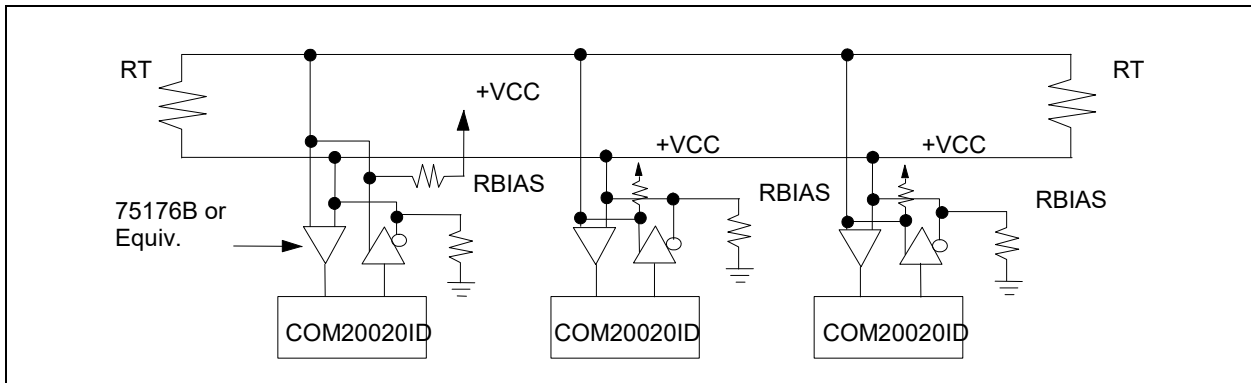 RT
RT
+VCC
+VCC
+VCC
RBIAS
RBIAS
RBIAS
75176B or
Equiv.
COM20020ID
COM20020ID
COM20020ID